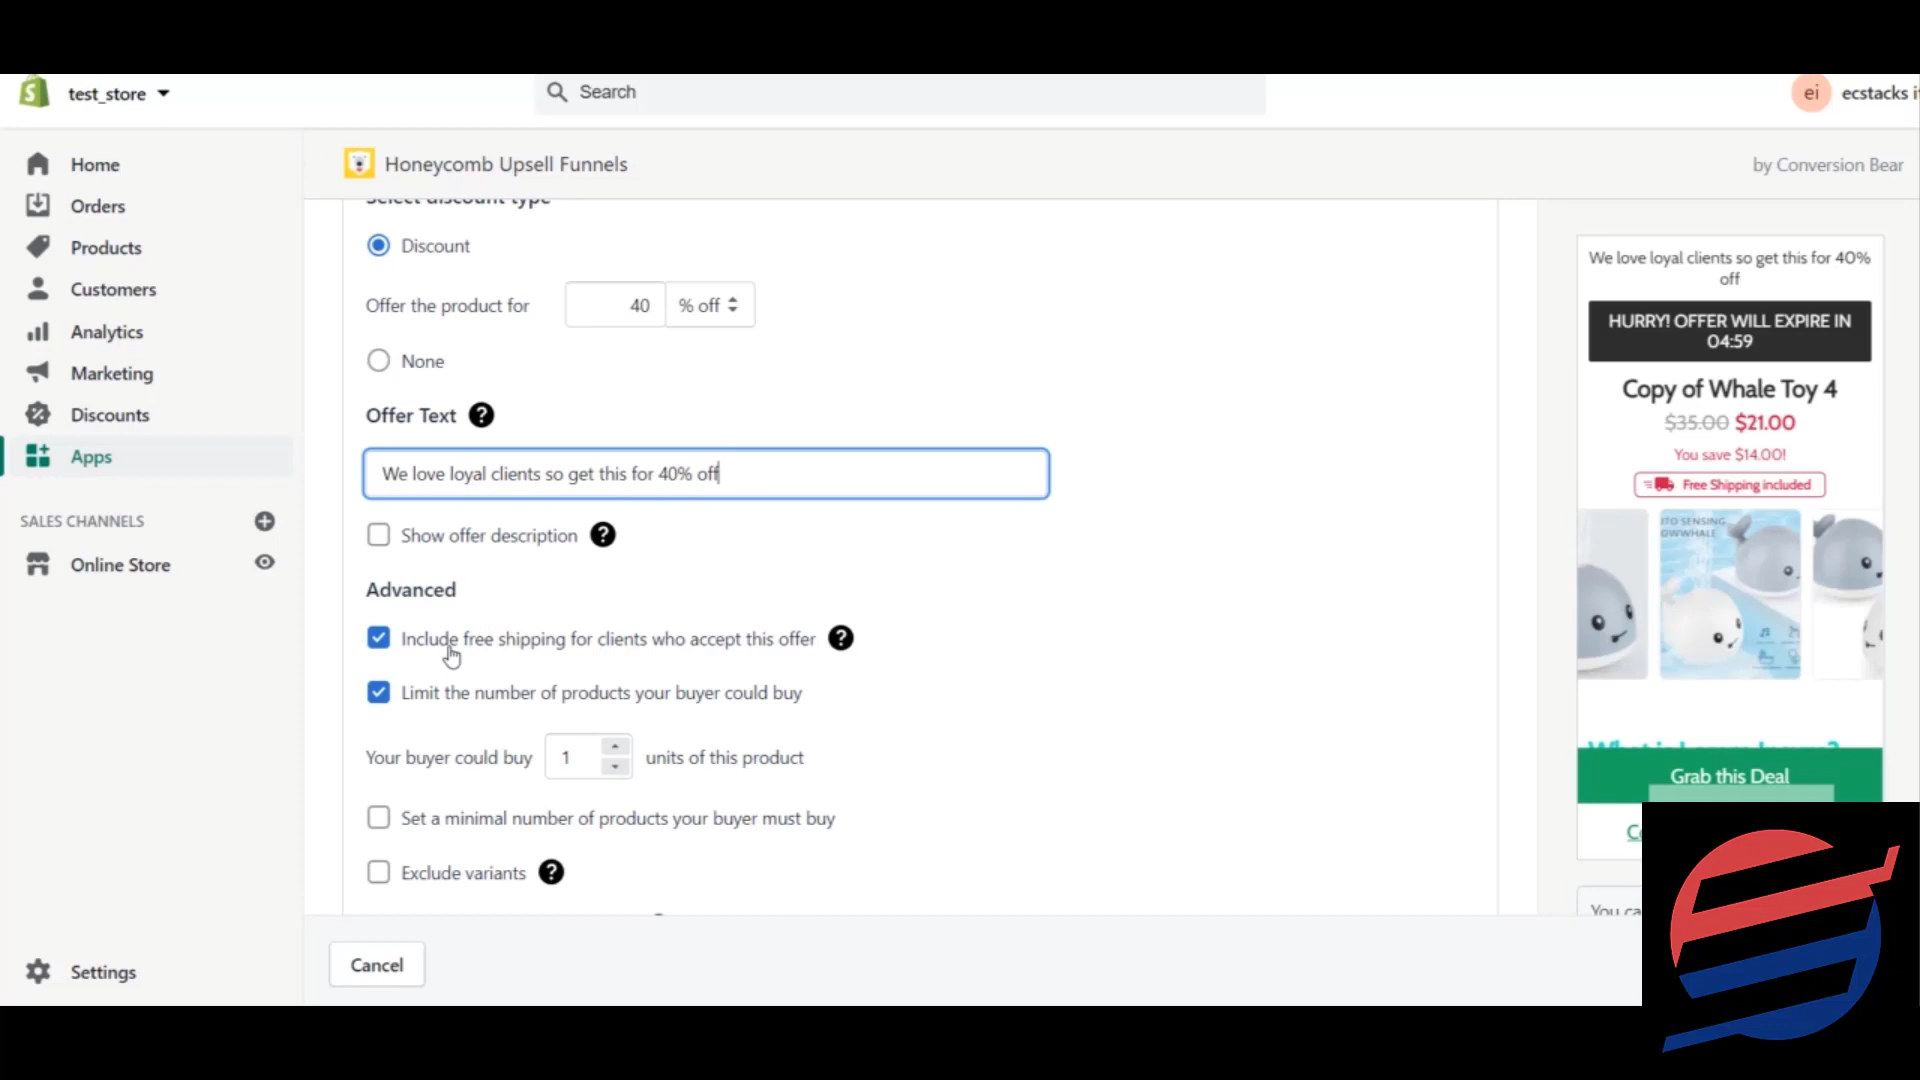 test_store
Search
ei
ecstacks
Home
Orders
Products
Customers
Analytics
Marketing
Discounts
Apps
SALES CHANNELS
Online Store
Settings
Honeycomb Upsell Funnels
by Conversion Bear
Select discount type
Discount
Offer the product for 40 % off
None
Offer Text ?
We love loyal clients so get this for 40% off
Show offer description ?
Advanced
Include free shipping for clients who accept this offer ?
Limit the number of products your buyer could buy
Your buyer could buy 1 units of this product
Set a minimal number of products your buyer must buy
Exclude variants ?
Cancel
We love loyal clients so get this for 40%
off
HURRY! OFFER WILL EXPIRE IN
04:59
Copy of Whale Toy 4
$35.00 $21.00
You save $14.00!
Free Shipping included
Grab this Deal
You ca